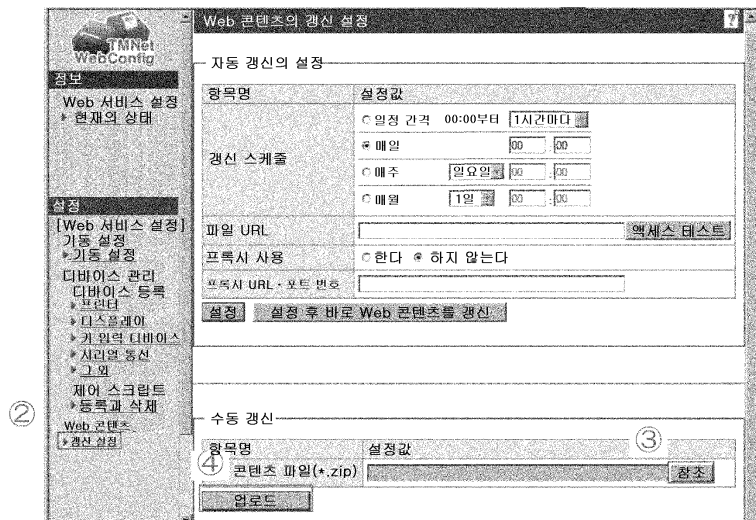 TMNet
WebConfig
정보
Web 서비스 설정
현재의 상태
설정
[Web 서비스 설정]
기동 설정
기동 설정
디바이스 관리
디바이스 등록
프린터
디스플레이
키 입력 디바이스
시리얼 통신
그 외
제어 스크립트
등록과 삭제
Web 콘텐츠
② 갱신 설정
Web 콘텐츠의 갱신 설정 ?
자동 갱신의 설정
항목명 설정값
갱신 스케줄
일정 간격 00:00부터 1시간마다
매일 00 : 00
매주 일요일 00 : 00
매월 1일 00 : 00
파일 URL 액세스 테스트
프록시 사용 한다 하지 않는다
프록시 URL・포트 번호
설정 설정 후 바로 Web 콘텐츠를 갱신
수동 갱신
항목명 설정값 ③
④ 콘텐츠 파일(*.zip) 참조
업로드